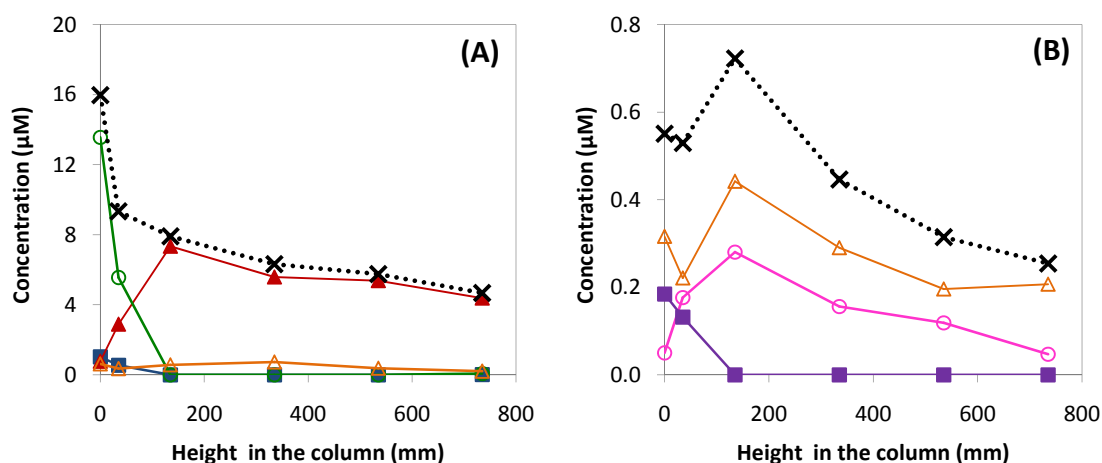 (A)
Concentration (µM)
20
16
12
8
4
0
0 200 400 600 800
Height in the column (mm)
(B)
Concentration (µM)
0.8
0.6
0.4
0.2
0.0
0 200 400 600 800
Height in the column (mm)